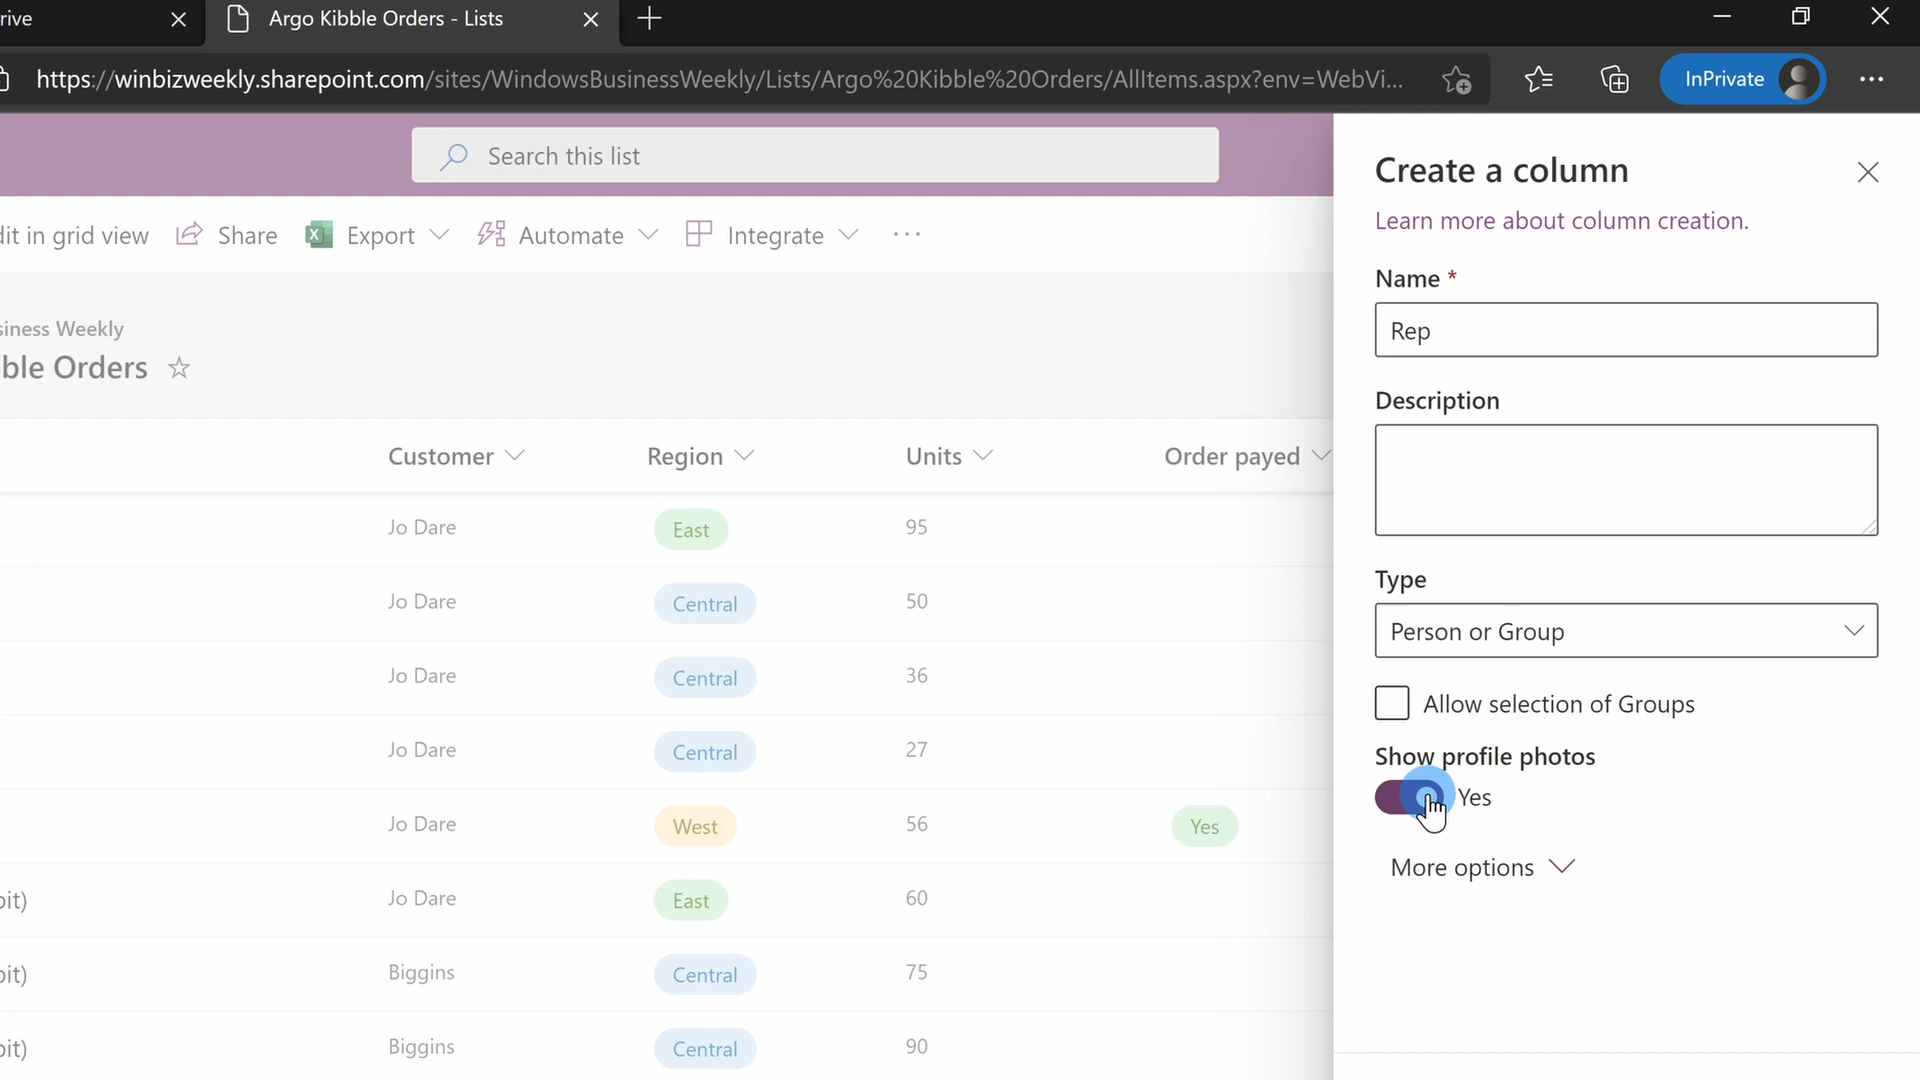 rive
Argo Kibble Orders - Lists
https://winbizweekly.sharepoint.com/sites/WindowsBusinessWeekly/Lists/Argo%20Kibble%20Orders/AllItems.aspx?env=WebVi...
InPrivate
Search this list
dit in grid view
Share
Export
Automate
Integrate
siness Weekly
bble Orders
Customer
Region
Units
Order payed
Jo Dare
East
95
Jo Dare
Central
50
Jo Dare
Central
36
Jo Dare
Central
27
Jo Dare
West
56
Yes
bit)
Jo Dare
East
60
bit)
Biggins
Central
75
bit)
Biggins
Central
90
Create a column
Learn more about column creation.
Name *
Rep
Description
Type
Person or Group
Allow selection of Groups
Show profile photos
Yes
More options